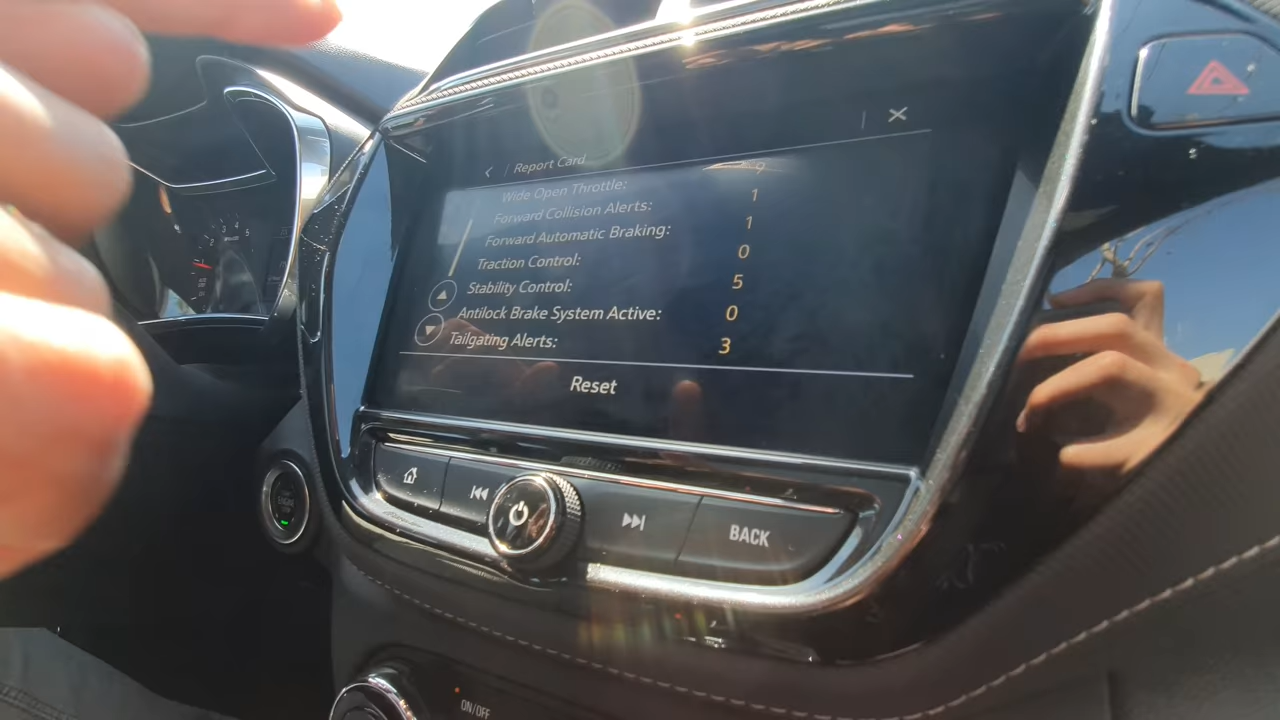 Report Card
Wide Open Throttle: 9
Forward Collision Alerts: 1
Forward Automatic Braking: 1
Traction Control: 0
Stability Control: 5
Antilock Brake System Active: 0
Tailgating Alerts: 3
Reset
BACK
ON/OFF